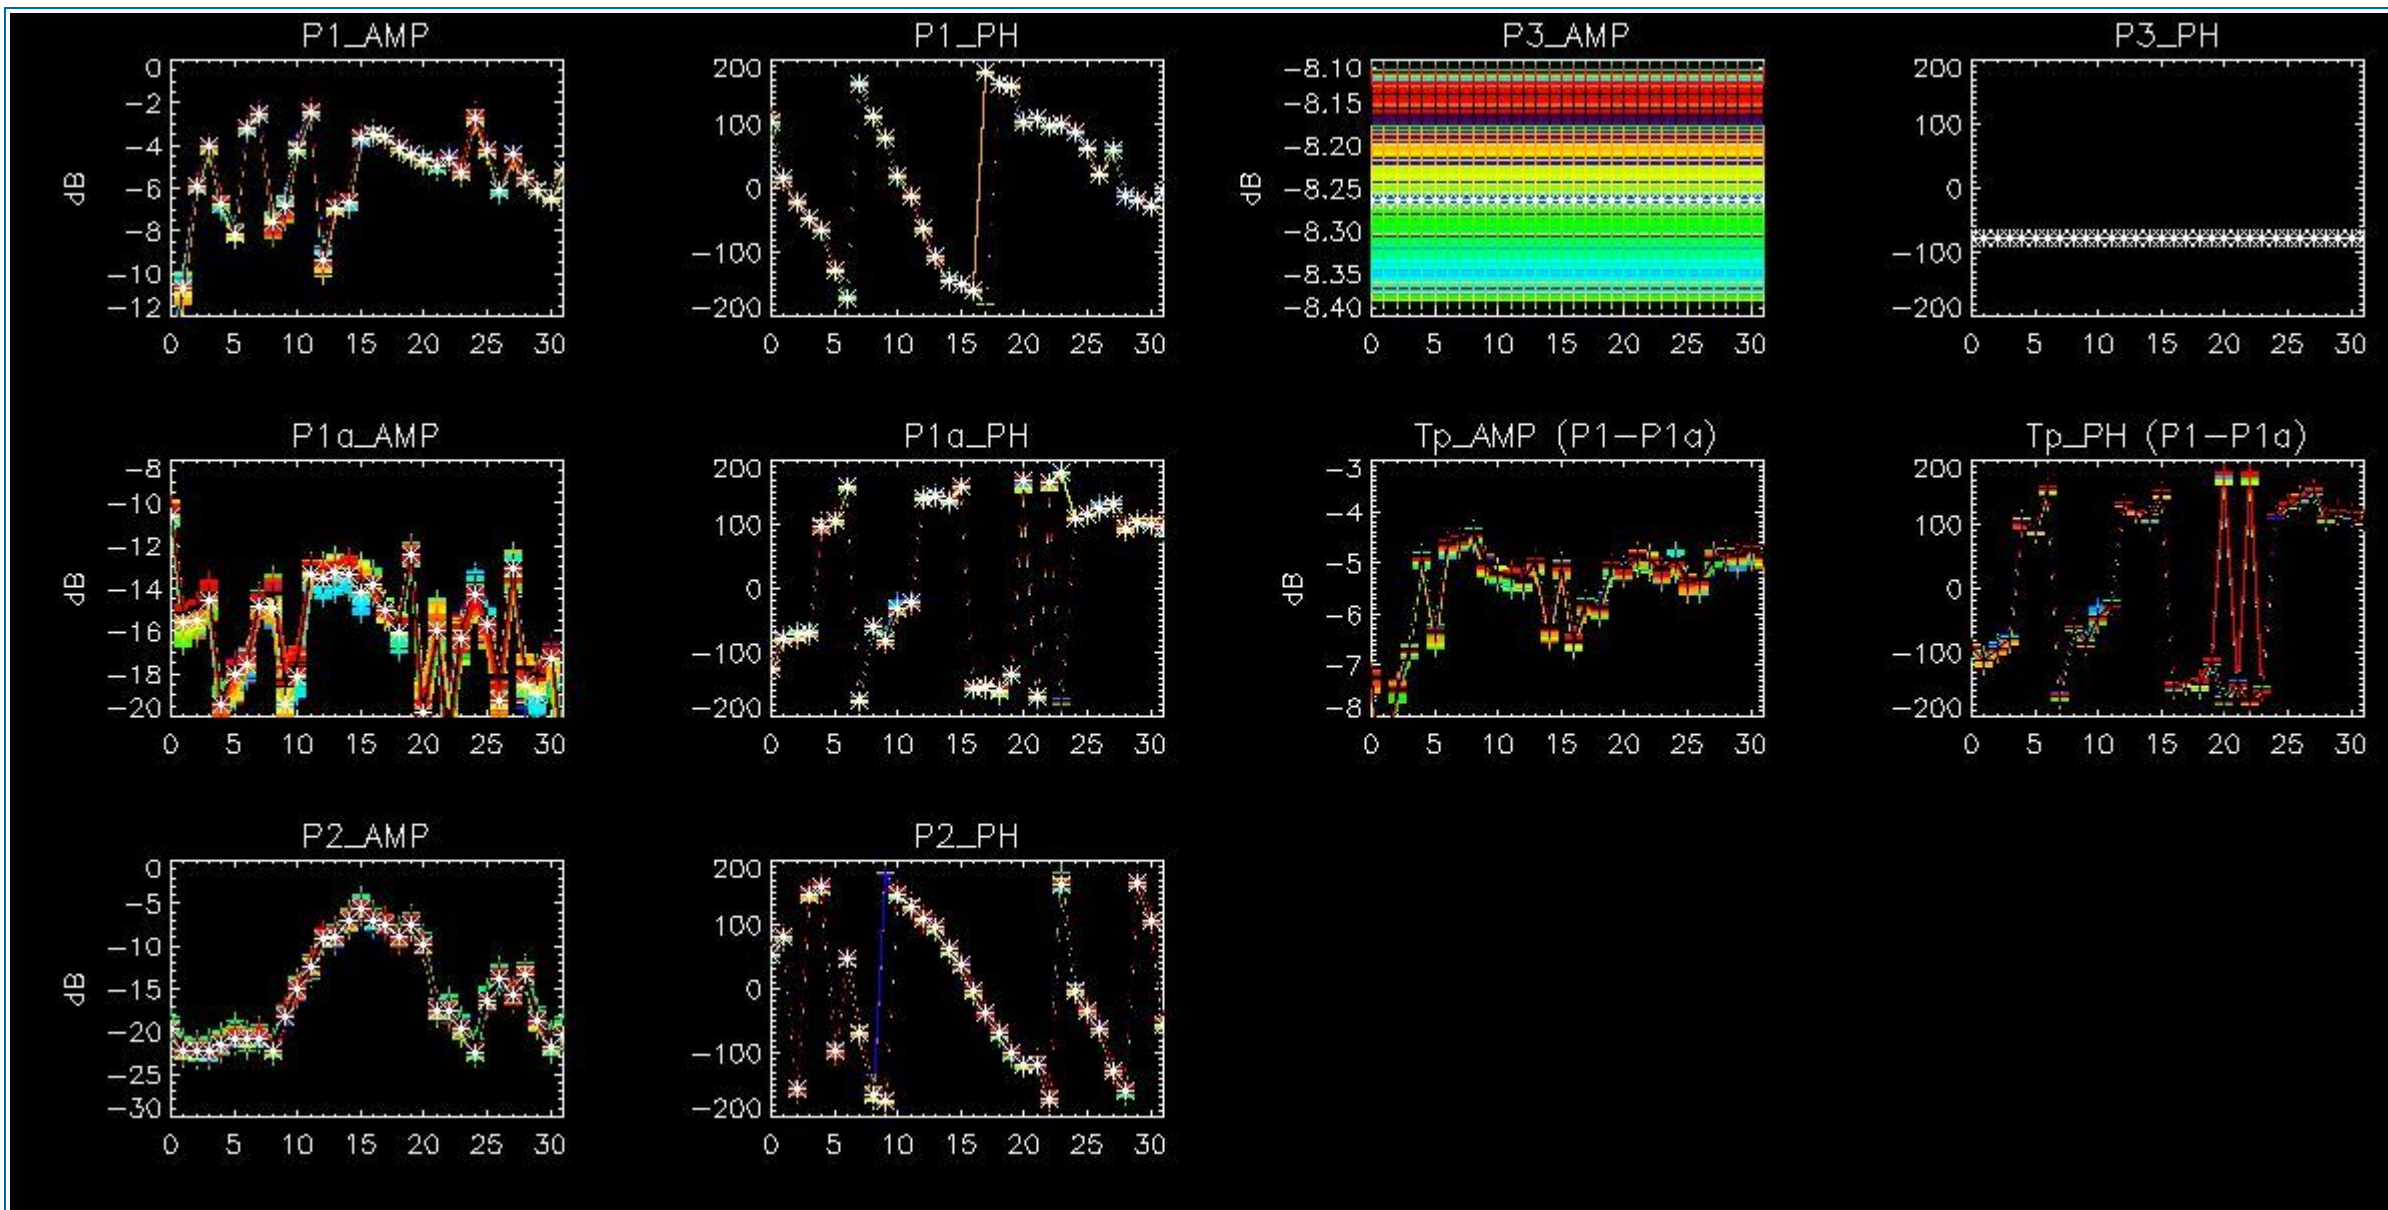 P1_AMP P1_PH P3_AMP P3_PH
0 -2 -4 -6 -8 -10 -12
dB
0 5 10 15 20 25 30
200 100 0 -100 -200
0 5 10 15 20 25 30
-8.10 -8.15 -8.20 -8.25 -8.30 -8.35 -8.40
dB
0 5 10 15 20 25 30
200 100 0 -100 -200
0 5 10 15 20 25 30
P1a_AMP P1a_PH Tp_AMP (P1-P1a) Tp_PH (P1-P1a)
-8 -10 -12 -14 -16 -18 -20
dB
0 5 10 15 20 25 30
200 100 0 -100 -200
0 5 10 15 20 25 30
-3 -4 -5 -6 -7 -8
dB
0 5 10 15 20 25 30
200 100 0 -100 -200
0 5 10 15 20 25 30
P2_AMP P2_PH
0 -5 -10 -15 -20 -25 -30
dB
0 5 10 15 20 25 30
200 100 0 -100 -200
0 5 10 15 20 25 30